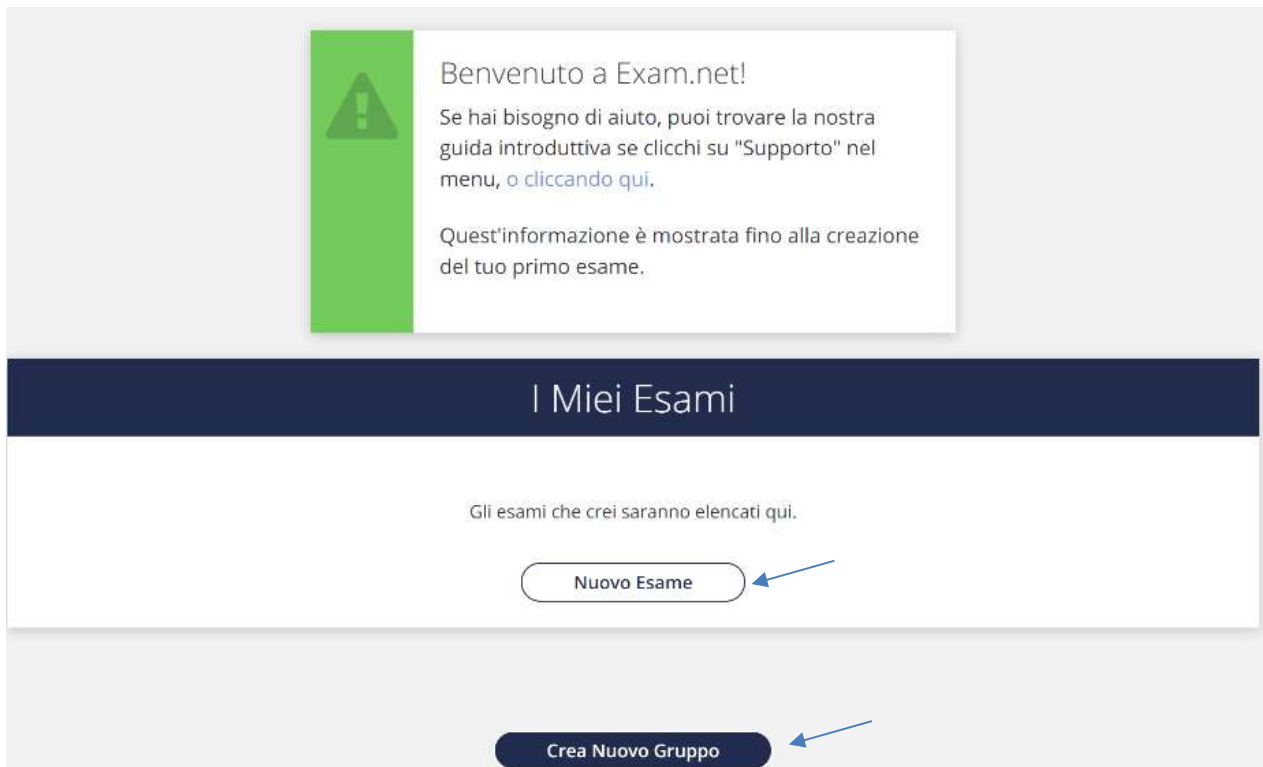 Benvenuto a Exam.net!
Se hai bisogno di aiuto, puoi trovare la nostra
guida introduttiva se clicchi su "Supporto" nel
menu, o cliccando qui.
Quest'informazione è mostrata fino alla creazione
del tuo primo esame.
I Miei Esami
Gli esami che crei saranno elencati qui.
Nuovo Esame
Crea Nuovo Gruppo